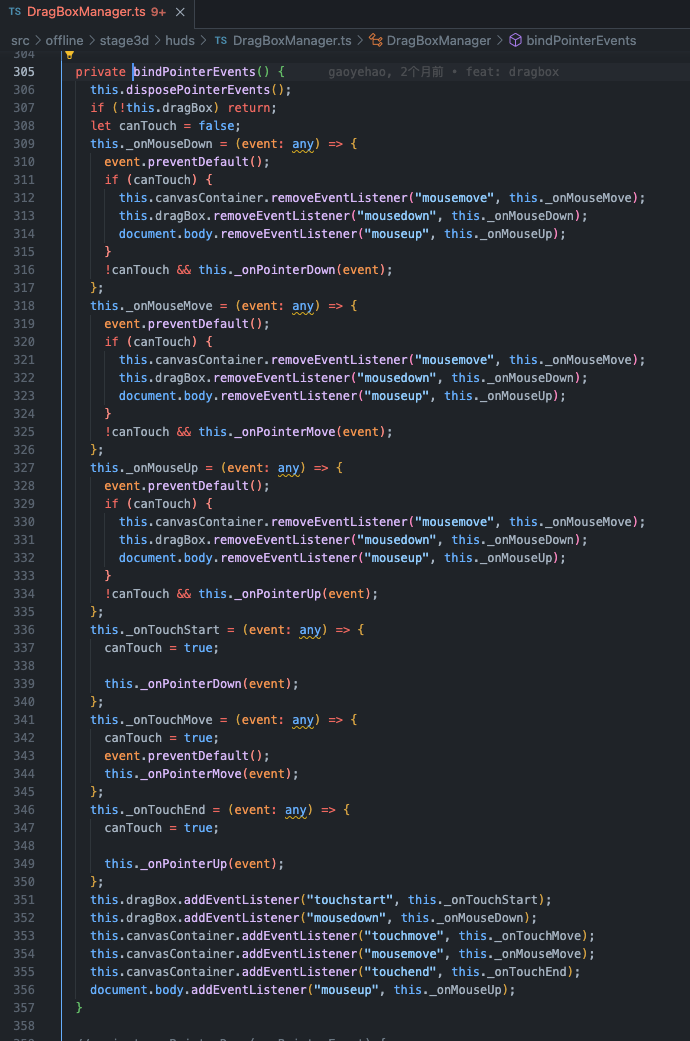 TS DragBoxManager.ts 9+ ×
src > offline > stage3d > huds > TS DragBoxManager.ts > DragBoxManager > bindPointerEvents
304
305 private bindPointerEvents() { gaoyehao, 2个月前 • feat: dragbox
306 this.disposePointerEvents();
307 if (!this.dragBox) return;
308 let canTouch = false;
309 this._onMouseDown = (event: any) => {
310 event.preventDefault();
311 if (canTouch) {
312 this.canvasContainer.removeEventListener("mousemove", this._onMouseMove);
313 this.dragBox.removeEventListener("mousedown", this._onMouseDown);
314 document.body.removeEventListener("mouseup", this._onMouseUp);
315 }
316 !canTouch && this._onPointerDown(event);
317 };
318 this._onMouseMove = (event: any) => {
319 event.preventDefault();
320 if (canTouch) {
321 this.canvasContainer.removeEventListener("mousemove", this._onMouseMove);
322 this.dragBox.removeEventListener("mousedown", this._onMouseDown);
323 document.body.removeEventListener("mouseup", this._onMouseUp);
324 }
325 !canTouch && this._onPointerMove(event);
326 };
327 this._onMouseUp = (event: any) => {
328 event.preventDefault();
329 if (canTouch) {
330 this.canvasContainer.removeEventListener("mousemove", this._onMouseMove);
331 this.dragBox.removeEventListener("mousedown", this._onMouseDown);
332 document.body.removeEventListener("mouseup", this._onMouseUp);
333 }
334 !canTouch && this._onPointerUp(event);
335 };
336 this._onTouchStart = (event: any) => {
337 canTouch = true;
338
339 this._onPointerDown(event);
340 };
341 this._onTouchMove = (event: any) => {
342 canTouch = true;
343 event.preventDefault();
344 this._onPointerMove(event);
345 };
346 this._onTouchEnd = (event: any) => {
347 canTouch = true;
348
349 this._onPointerUp(event);
350 };
351 this.dragBox.addEventListener("touchstart", this._onTouchStart);
352 this.dragBox.addEventListener("mousedown", this._onMouseDown);
353 this.canvasContainer.addEventListener("touchmove", this._onTouchMove);
354 this.canvasContainer.addEventListener("mousemove", this._onMouseMove);
355 this.canvasContainer.addEventListener("touchend", this._onTouchEnd);
356 document.body.addEventListener("mouseup", this._onMouseUp);
357 }
358